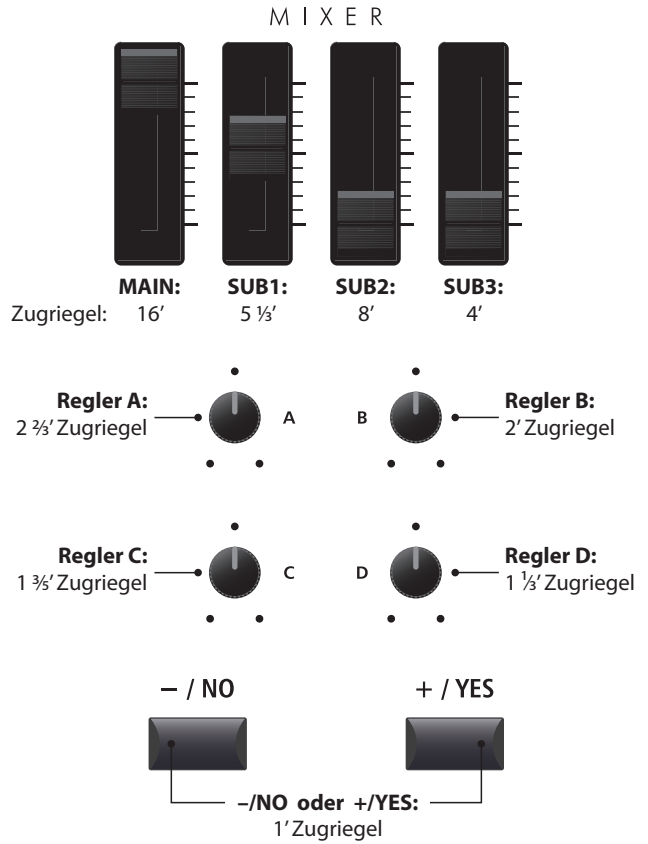 MIXER
MAIN: SUB1: SUB2: SUB3:
Zugriegel: 16′ 5 ⅓′ 8′ 4′
Regler A:
2 ⅔′ Zugriegel
A
B
Regler B:
2′ Zugriegel
Regler C:
1 ⅗′ Zugriegel
C
D
Regler D:
1 ⅓′ Zugriegel
− / NO + / YES
–/NO oder +/YES:
1′ Zugriegel